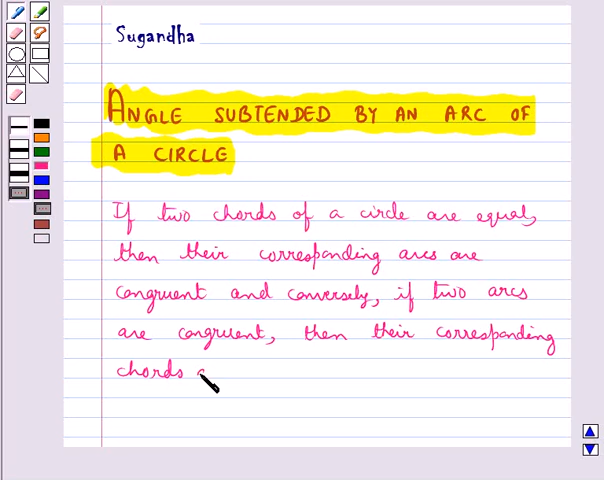 Sugandha
ANGLE SUBTENDED BY AN ARC OF
A CIRCLE
If two chords of a circle are equal,
then their corresponding arcs are
congruent and conversely, if two arcs
are congruent, then their corresponding
chords